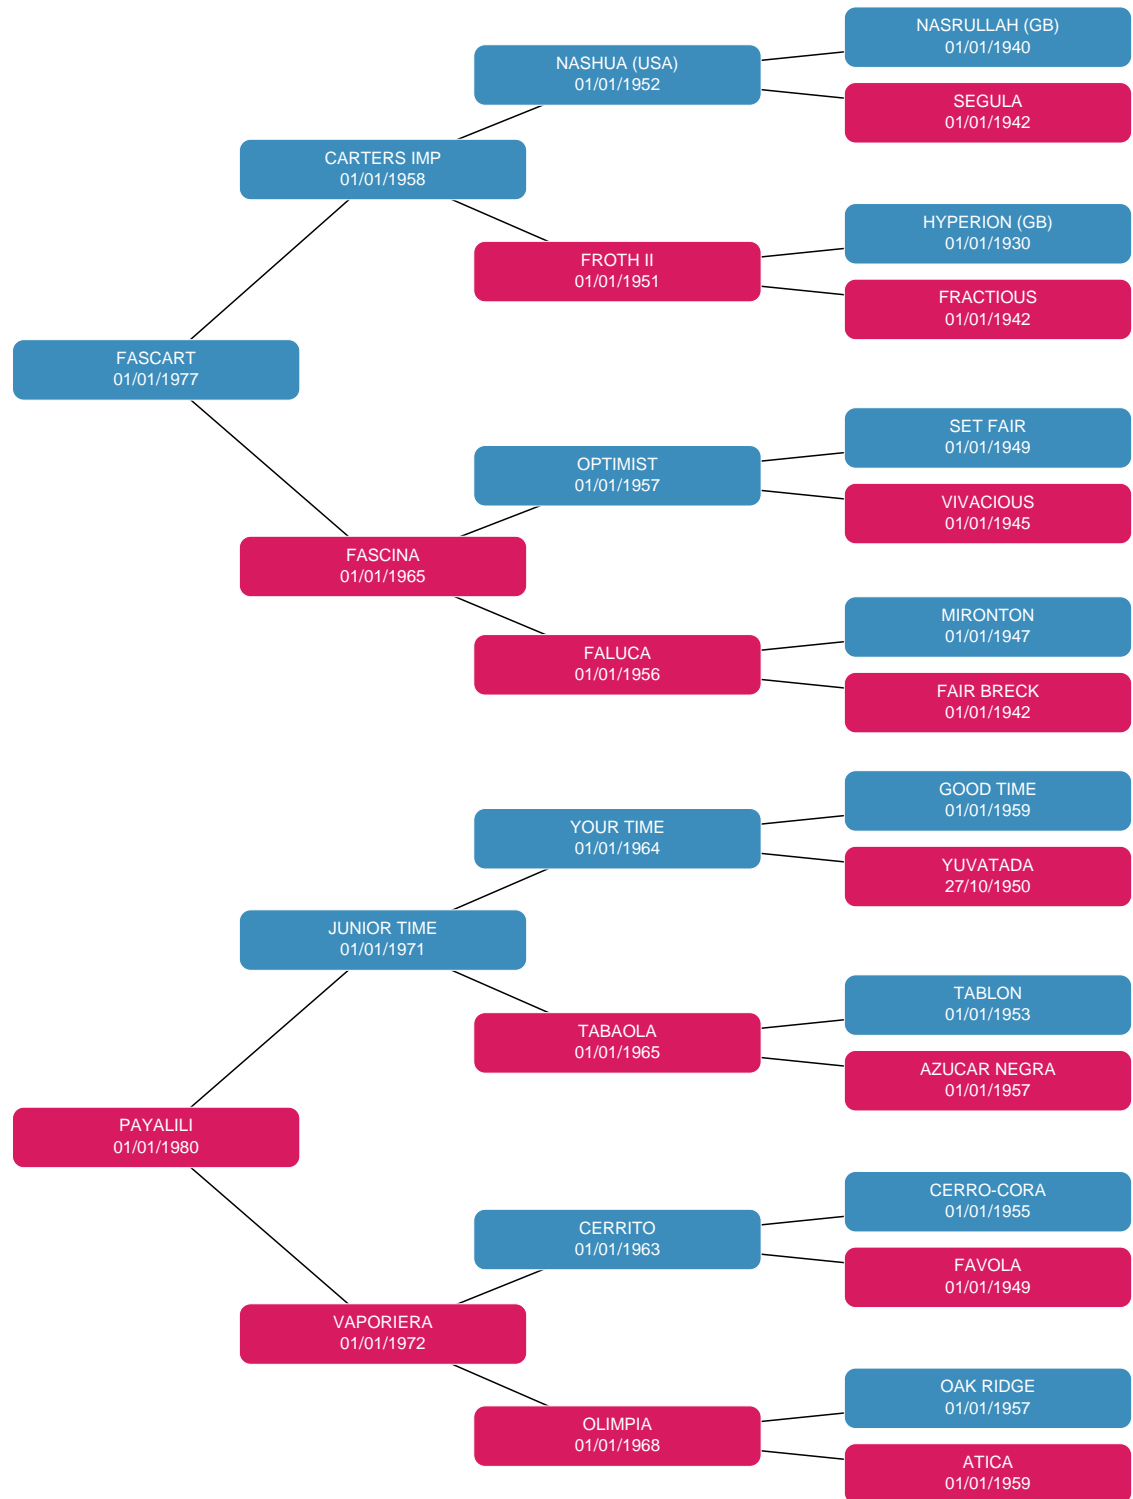 NASRULLAH (GB)
01/01/1940
NASHUA (USA)
01/01/1952
SEGULA
01/01/1942
CARTERS IMP
01/01/1958
HYPERION (GB)
01/01/1930
FROTH II
01/01/1951
FRACTIOUS
01/01/1942
FASCART
01/01/1977
SET FAIR
01/01/1949
OPTIMIST
01/01/1957
VIVACIOUS
01/01/1945
FASCINA
01/01/1965
MIRONTON
01/01/1947
FALUCA
01/01/1956
FAIR BRECK
01/01/1942
GOOD TIME
01/01/1959
YOUR TIME
01/01/1964
YUVATADA
27/10/1950
JUNIOR TIME
01/01/1971
TABLON
01/01/1953
TABAOLA
01/01/1965
AZUCAR NEGRA
01/01/1957
PAYALILI
01/01/1980
CERRO-CORA
01/01/1955
CERRITO
01/01/1963
FAVOLA
01/01/1949
VAPORIERA
01/01/1972
OAK RIDGE
01/01/1957
OLIMPIA
01/01/1968
ATICA
01/01/1959